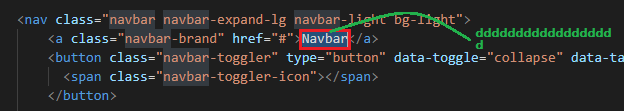 <nav class="navbar navbar-expand-lg navbar-light bg-light">
<a class="navbar-brand" href="#">Navbar</a>
ddddddddddddddddd
d
<button class="navbar-toggler" type="button" data-toggle="collapse" data-ta
<span class="navbar-toggler-icon"></span>
</button>